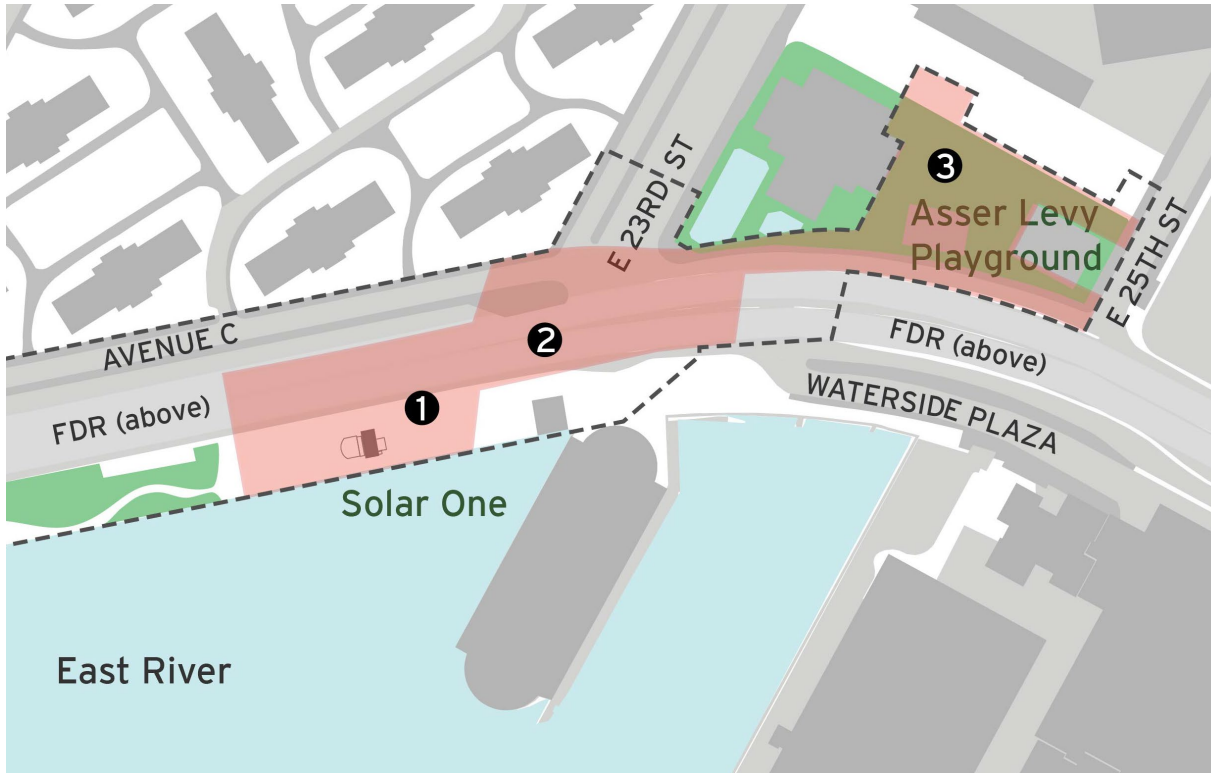 E 23RD ST
3
Asser Levy
Playground
E 25TH ST
AVENUE C
2
FDR (above)
1
FDR (above)
WATERSIDE PLAZA
Solar One
East River